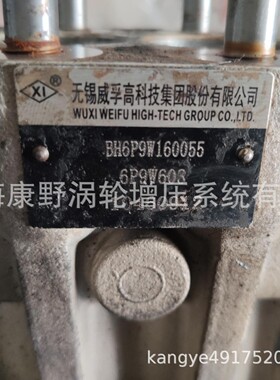 XI
无锡威孚高科技集团股份有限公司
WUXI WEIFU HIGH-TECH GROUP CO.,LTD.
BH6P9W160055
6P9W603
康野涡轮增压系统有
kangye4917520